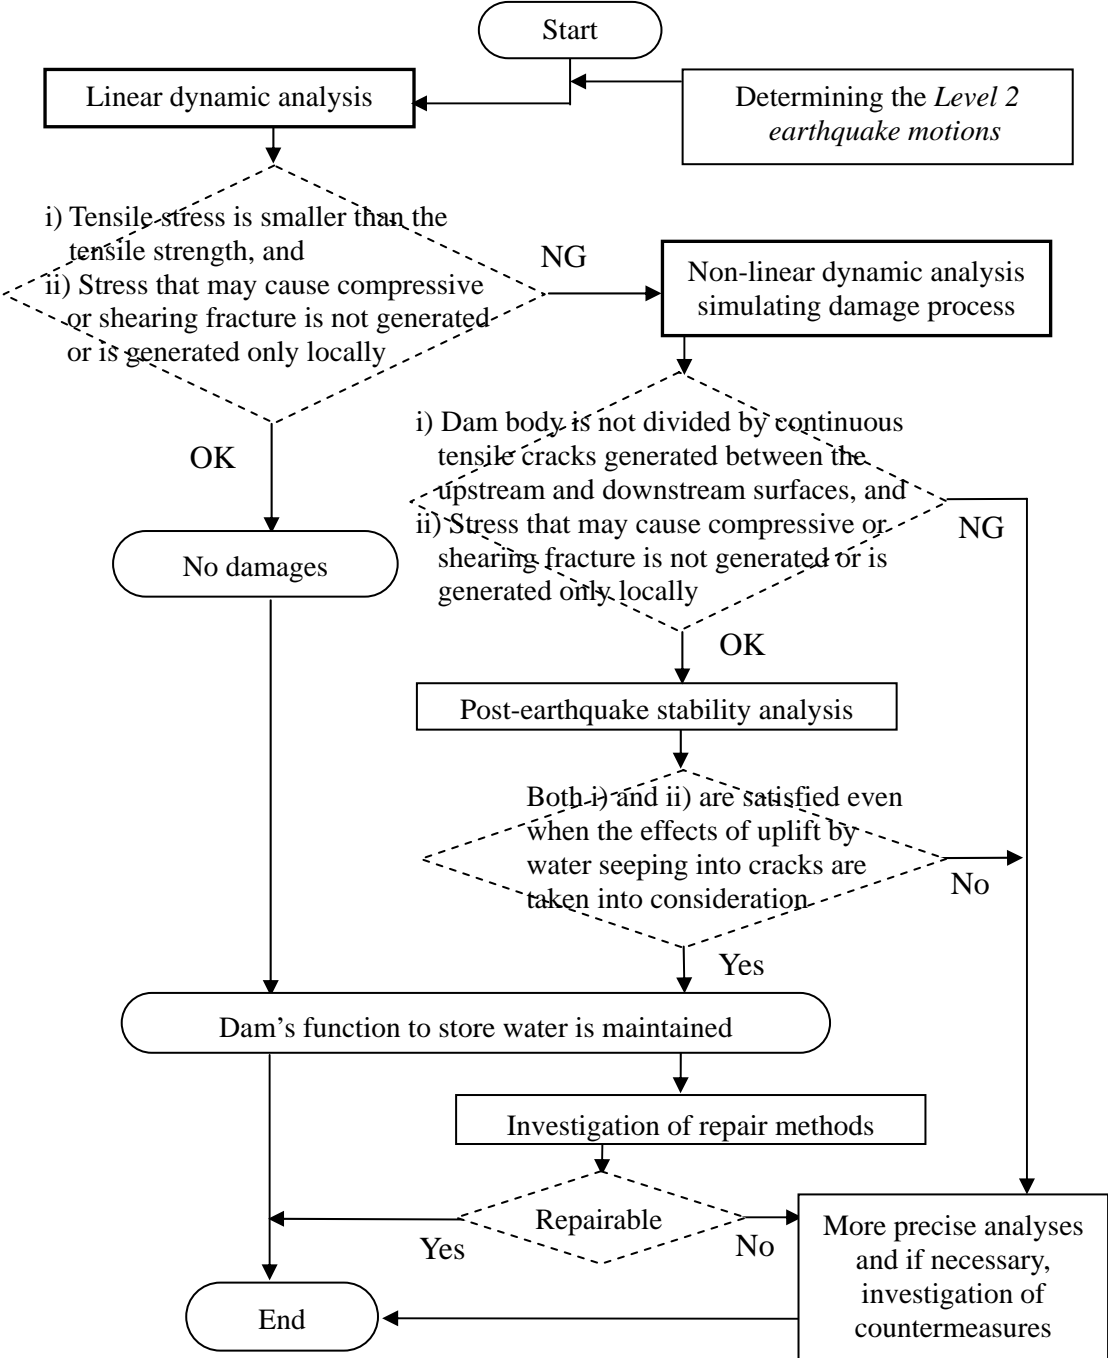 Start
Linear dynamic analysis
Determining the Level 2
earthquake motions
i) Tensile stress is smaller than the
tensile strength, and
ii) Stress that may cause compressive
or shearing fracture is not generated
or is generated only locally
NG
Non-linear dynamic analysis
simulating damage process
OK
i) Dam body is not divided by continuous
tensile cracks generated between the
upstream and downstream surfaces, and
ii) Stress that may cause compressive or
shearing fracture is not generated or is
generated only locally
NG
No damages
OK
Post-earthquake stability analysis
Both i) and ii) are satisfied even
when the effects of uplift by
water seeping into cracks are
taken into consideration
No
Yes
Dam’s function to store water is maintained
Investigation of repair methods
Repairable
Yes
No
More precise analyses
and if necessary,
investigation of
countermeasures
End